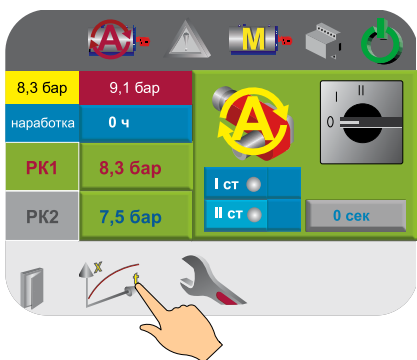 A M
8,3 бар 9,1 бар
наработка 0 ч
A
I II
0
РК1 8,3 бар
I ст
РК2 7,5 бар
II ст 0 сек
X
t